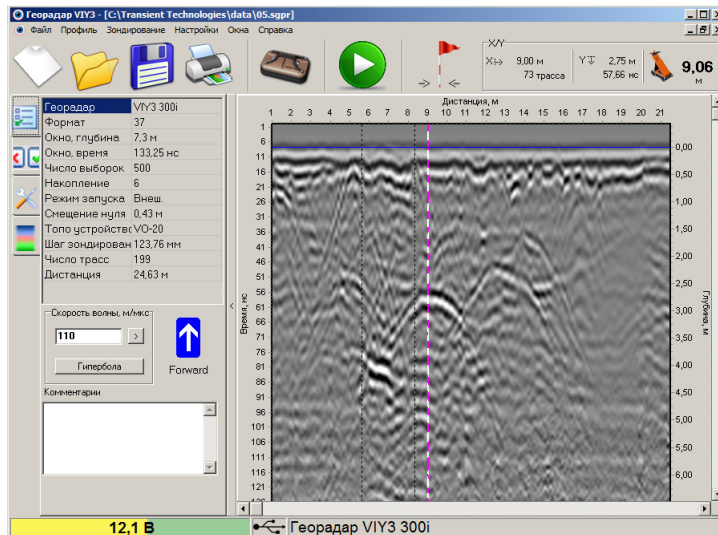 Георадар VIY3 - [C:\Transient Technologies\data\05.sgpr]
Файл Профиль Зондирование Настройки Окна Справка
X/Y
X 9,00 м Y 2,75 м
73 трасса 57,66 нс
9,06
м
Георадар VIY3 300i
Формат 37
Окно, глубина 7,3 м
Окно, время 133,25 нс
Число выборок 500
Накопление 6
Режим запуска Внеш.
Смещение нуля 0,43 м
Топо устройство VO-20
Шаг зондирован 123,76 мм
Число трасс 199
Дистанция 24,63 м
Скорость волны, м/мкс
110 >
Гипербола
Forward
Комментарии
<
Дистанция, м
1 2 3 4 5 6 7 8 9 10 11 12 13 14 15 16 17 18 19 20 21
Время, нс
1
6
11
16
21
26
31
36
41
46
51
56
61
66
71
76
81
86
91
96
101
106
111
116
121
126
0,00
0,50
1,00
1,50
2,00
2,50
3,00
3,50
4,00
4,50
5,00
5,50
6,00
Глубина, м
12,1 В
Георадар VIY3 300i